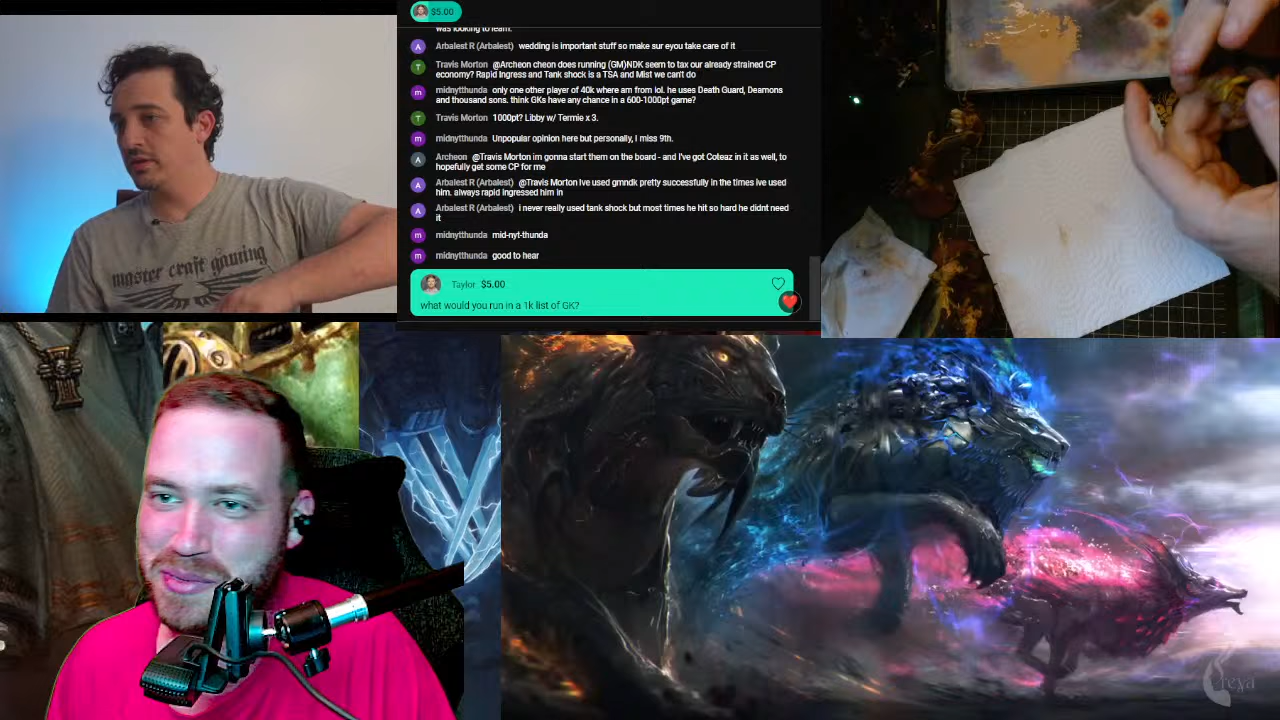 $5.00
was looking to learn.
A Arbalest R (Arbalest) wedding is important stuff so make sur eyou take care of it
T Travis Morton @Archeon cheon does running (GM)NDK seem to tax our already strained CP
economy? Rapid Ingress and Tank shock is a TSA and Mist we can't do
m midnytthunda only one other player of 40k where am from lol. he uses Death Guard, Deamons
and thousand sons. think GKs have any chance in a 600-1000pt game?
T Travis Morton 1000pt? Libby w/ Termie x 3.
m midnytthunda Unpopular opinion here but personally, I miss 9th.
A Archeon @Travis Morton im gonna start them on the board - and I've got Coteaz in it as well, to
hopefully get some CP for me
A Arbalest R (Arbalest) @Travis Morton Ive used gmndk pretty successfully in the times ive used
him. always rapid ingressed him in
A Arbalest R (Arbalest) i never really used tank shock but most times he hit so hard he didnt need
it
m midnytthunda mid-nyt-thunda
m midnytthunda good to hear
Taylor $5.00
what would you run in a 1k list of GK?
master craft gaming